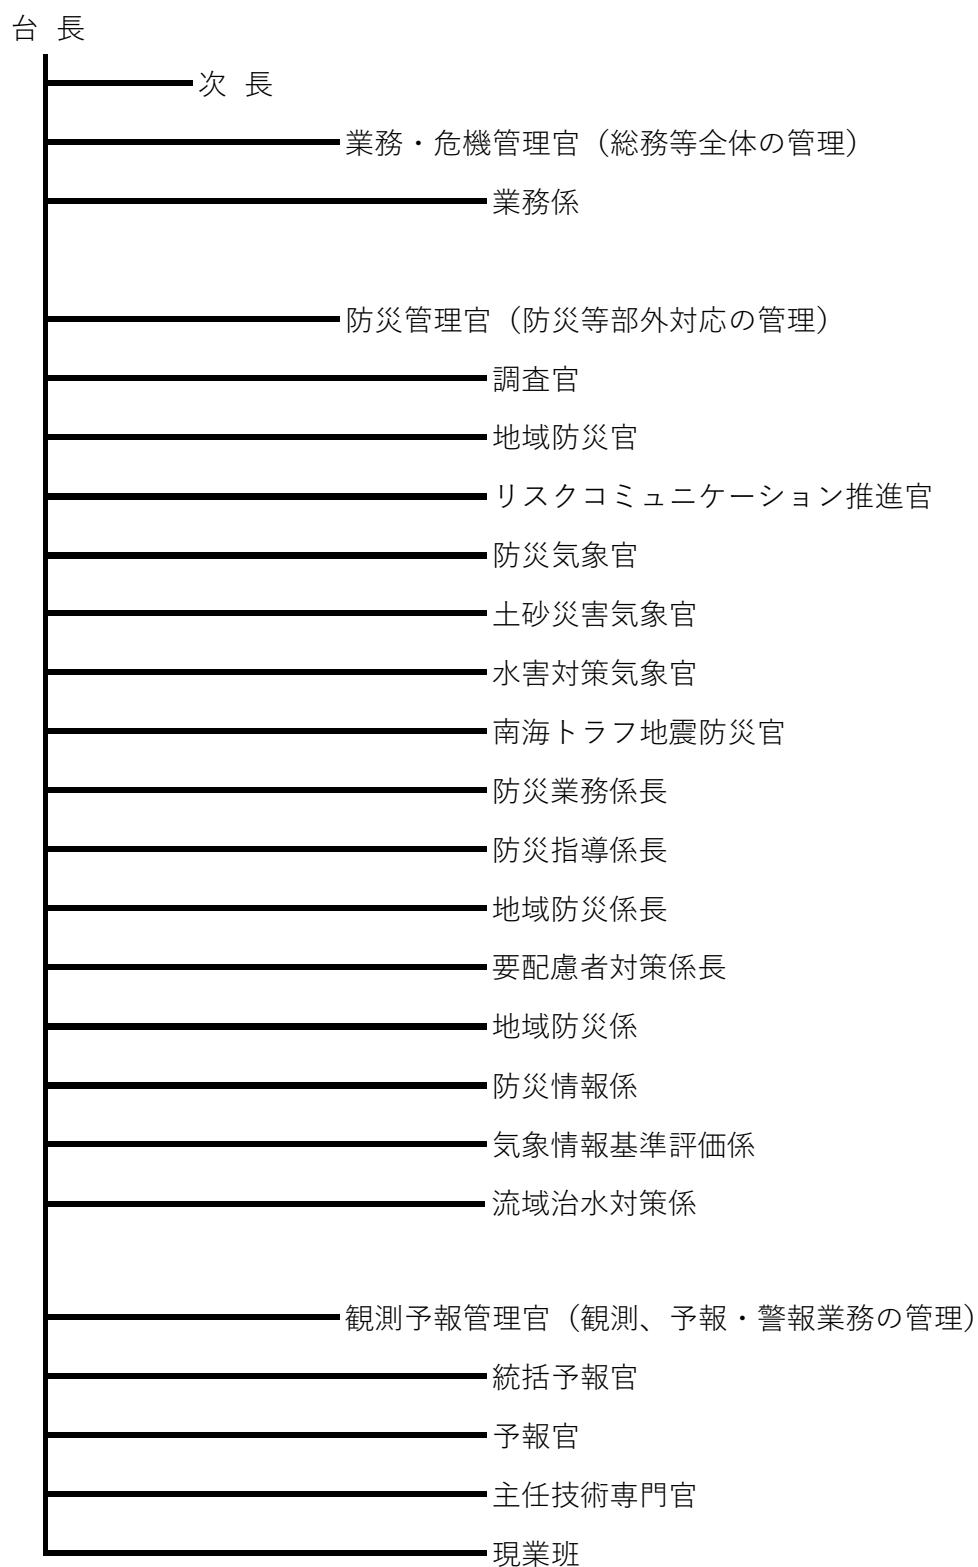 台 長
次 長
業務・危機管理官（総務等全体の管理）
業務係
防災管理官（防災等部外対応の管理）
調査官
地域防災官
リスクコミュニケーション推進官
防災気象官
土砂災害気象官
水害対策気象官
南海トラフ地震防災官
防災業務係長
防災指導係長
地域防災係長
要配慮者対策係長
地域防災係
防災情報係
気象情報基準評価係
流域治水対策係
観測予報管理官（観測、予報・警報業務の管理）
統括予報官
予報官
主任技術専門官
現業班